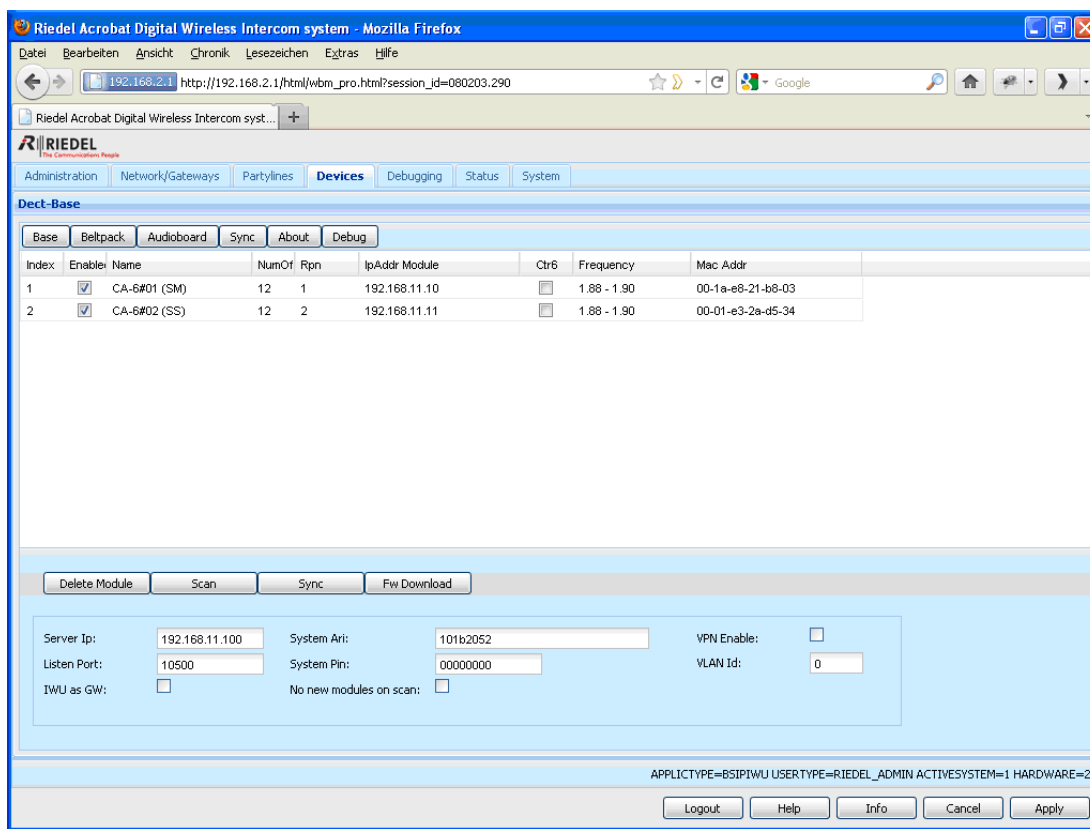 Riedel Acrobat Digital Wireless Intercom system - Mozilla Firefox
Datei Bearbeiten Ansicht Chronik Lesezeichen Extras Hilfe
192.168.2.1 http://192.168.2.1/html/wbm_pro.html?session_id=080203.290 Google
Riedel Acrobat Digital Wireless Intercom syst... +
RIEDEL
The Communications People
Administration Network/Gateways Partylines Devices Debugging Status System
Dect-Base
Base Beltpack Audioboard Sync About Debug
Index Enable Name NumOf Rpn IpAddr Module Ctr6 Frequency Mac Addr
1 CA-6#01 (SM) 12 1 192.168.11.10 1.88 - 1.90 00-1a-e8-21-b8-03
2 CA-6#02 (SS) 12 2 192.168.11.11 1.88 - 1.90 00-01-e3-2a-d5-34
Delete Module Scan Sync Fw Download
Server Ip: 192.168.11.100 System Ari: 101b2052 VPN Enable:
Listen Port: 10500 System Pin: 00000000 VLAN Id: 0
IWU as GW: No new modules on scan:
APPLICTYPE=BSIPIWU USERTYPE=RIEDEL_ADMIN ACTIVESYSTEM=1 HARDWARE=2
Logout Help Info Cancel Apply